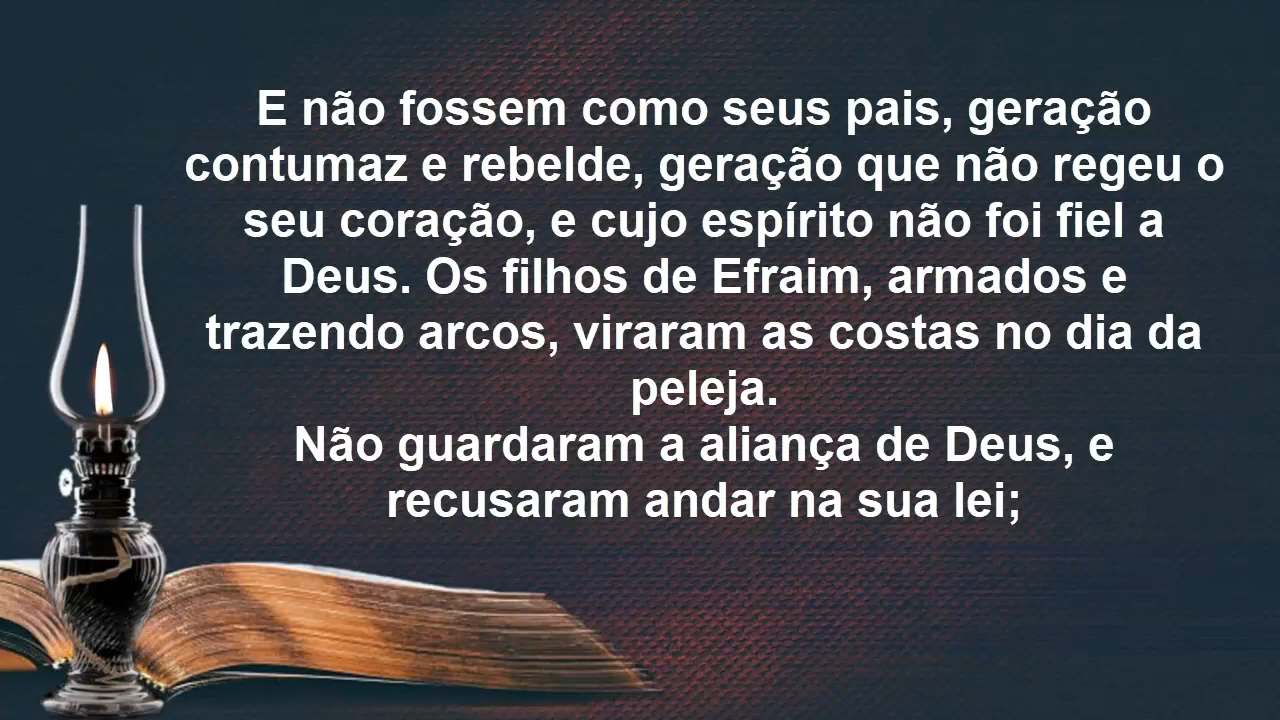 E não fossem como seus pais, geração
contumaz e rebelde, geração que não regeu o
seu coração, e cujo espírito não foi fiel a
Deus. Os filhos de Efraim, armados e
trazendo arcos, viraram as costas no dia da
peleja.
Não guardaram a aliança de Deus, e
recusaram andar na sua lei;